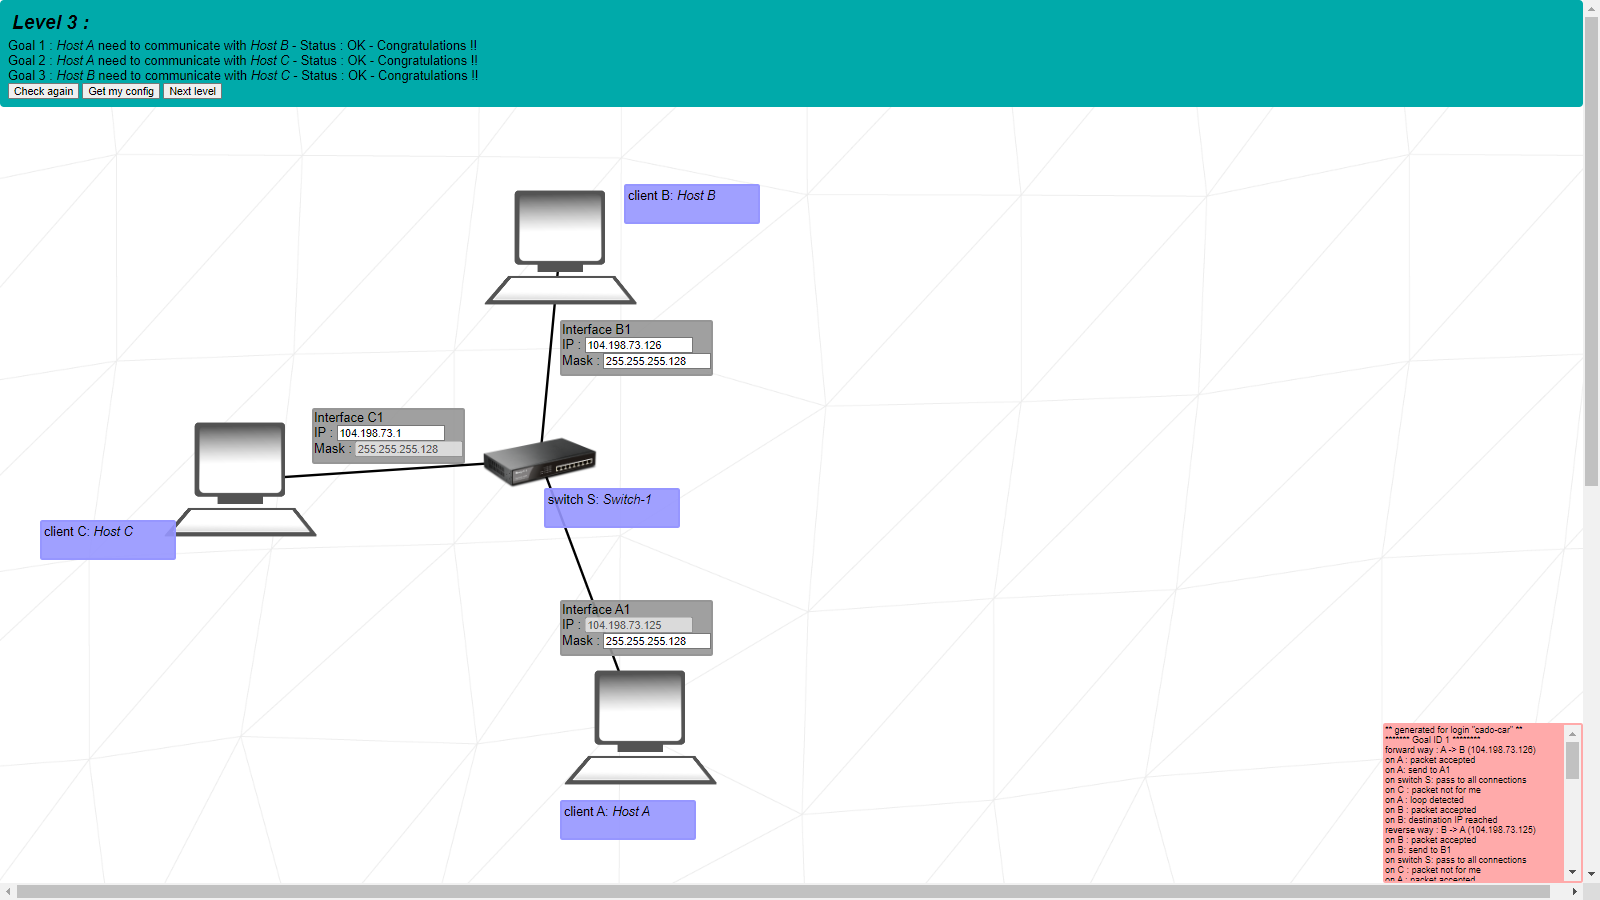 Level 3 :
Goal 1 : Host A need to communicate with Host B - Status : OK - Congratulations !!
Goal 2 : Host A need to communicate with Host C - Status : OK - Congratulations !!
Goal 3 : Host B need to communicate with Host C - Status : OK - Congratulations !!
Check again Get my config Next level
client B: Host B
Interface B1
IP : 104.198.73.126
Mask : 255.255.255.128
Interface C1
IP : 104.198.73.1
Mask : 255.255.255.128
switch S: Switch-1
client C: Host C
Interface A1
IP : 104.198.73.125
Mask : 255.255.255.128
client A: Host A
** generated for login "cado-car" **
******* Goal ID 1 ********
forward way : A -> B (104.198.73.126)
on A : packet accepted
on A: send to A1
on switch S: pass to all connections
on C : packet not for me
on A : loop detected
on B : packet accepted
on B: destination IP reached
reverse way : B -> A (104.198.73.125)
on B : packet accepted
on B: send to B1
on switch S: pass to all connections
on C : packet not for me
on A : packet accepted